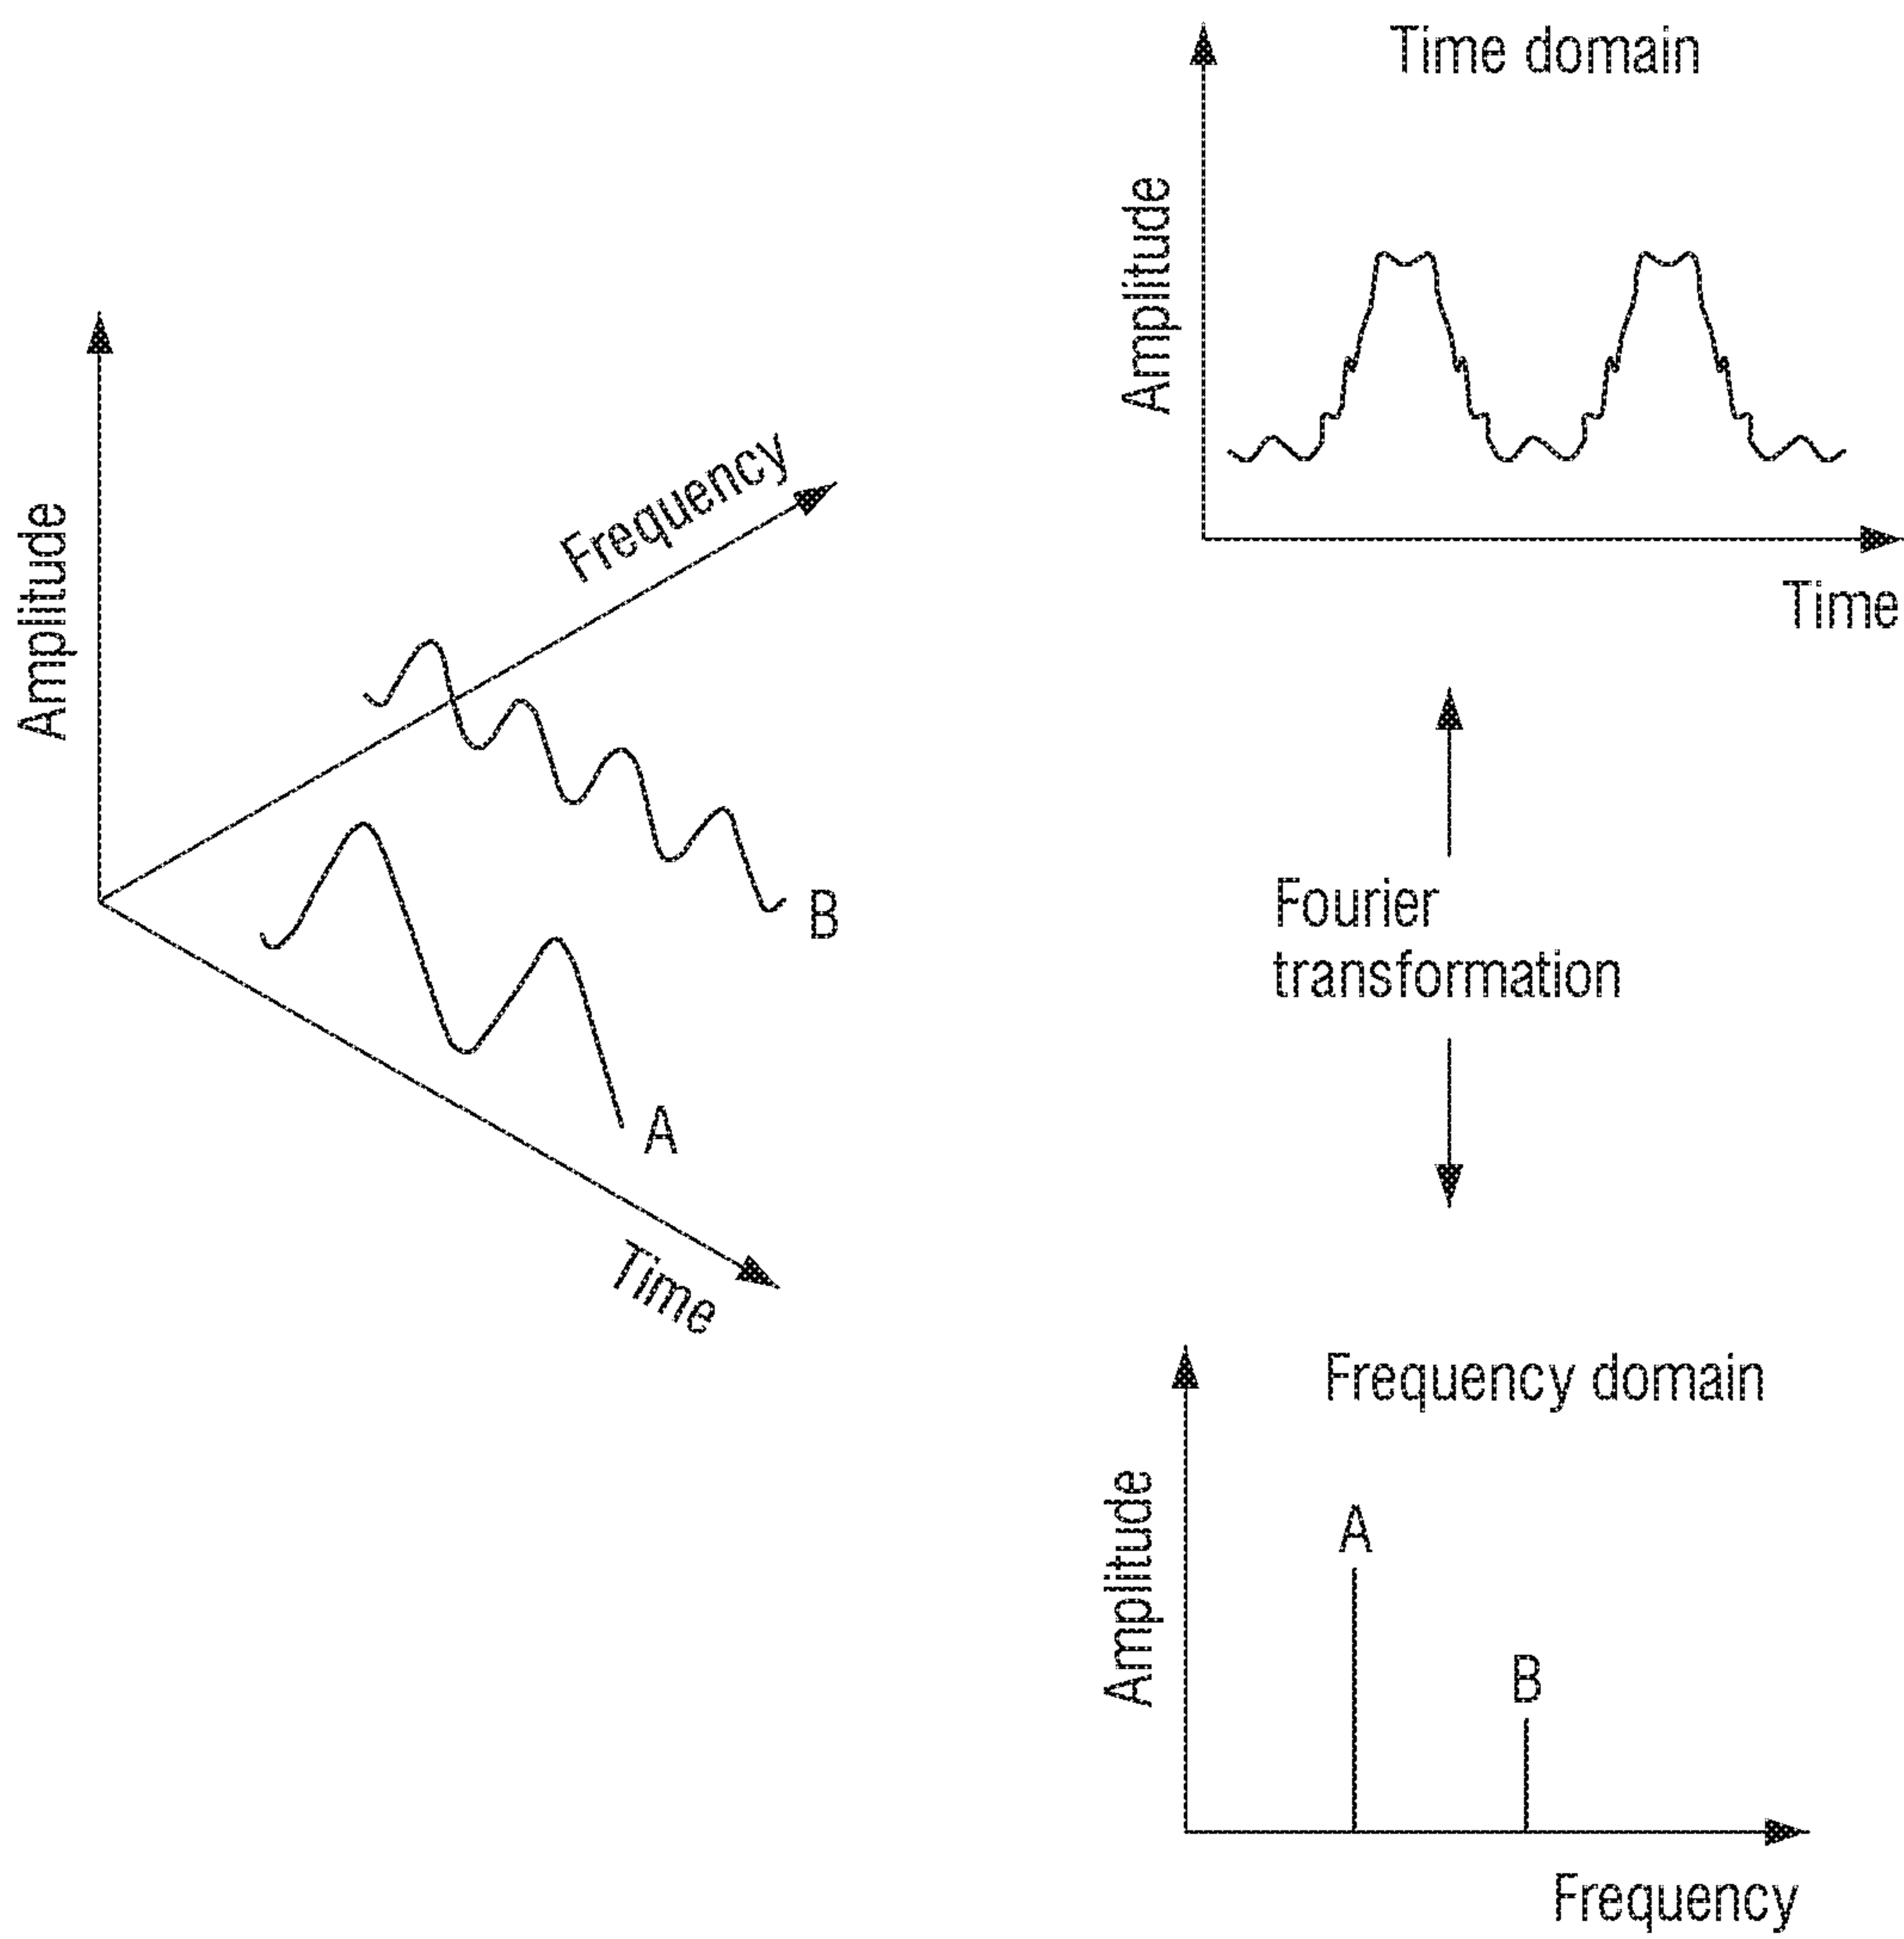 Amplitude
Frequency
B
A
Time
Time domain
Amplitude
Time
Fourier
transformation
Frequency domain
Amplitude
A
B
Frequency